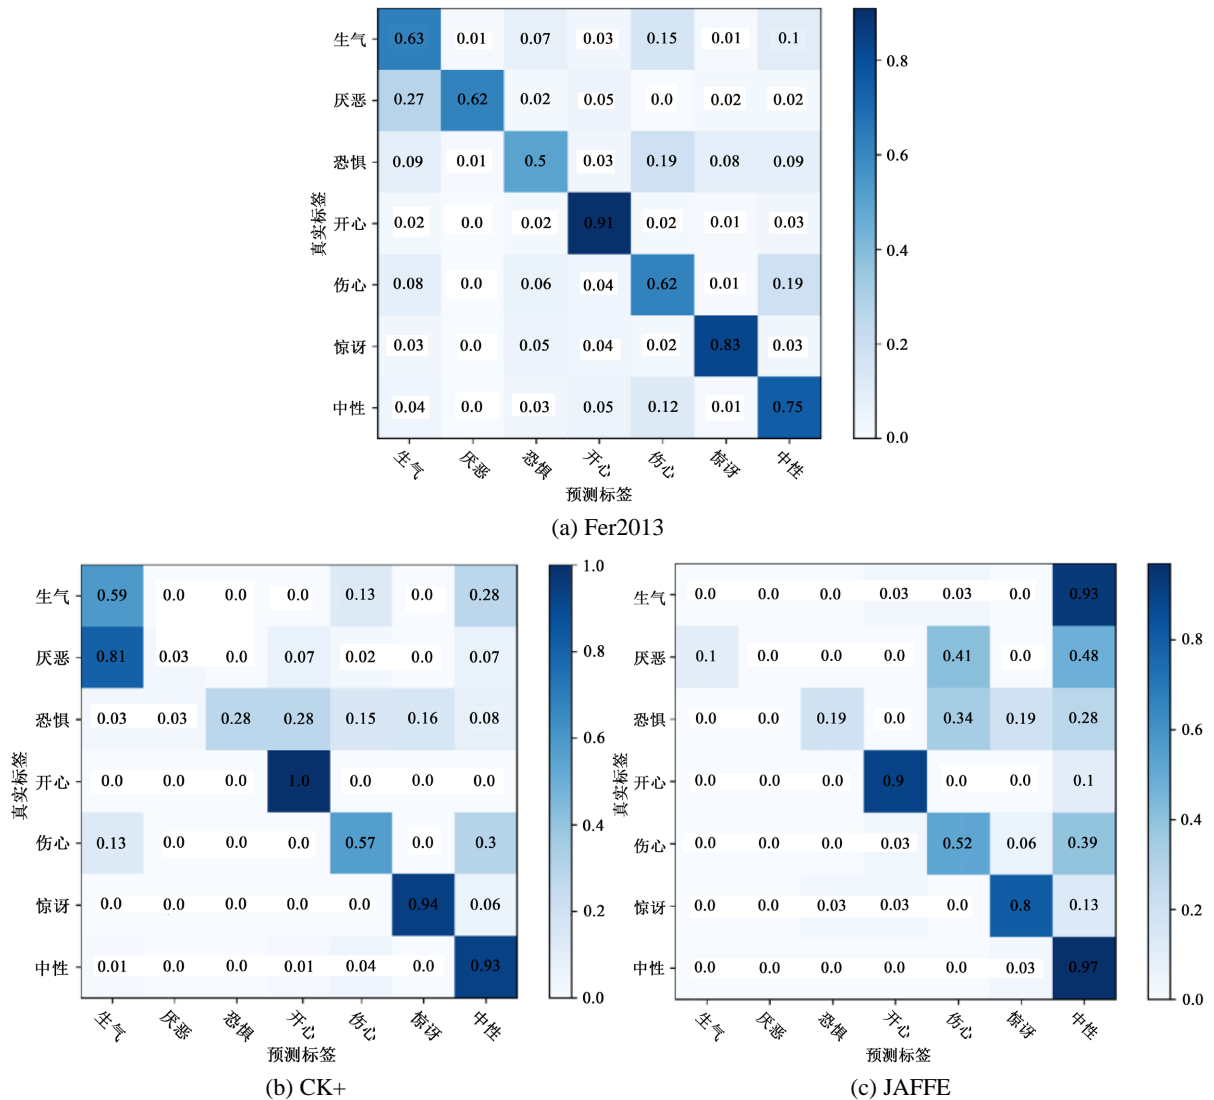 生气 0.63 0.01 0.07 0.03 0.15 0.01 0.1
0.8
厌恶 0.27 0.62 0.02 0.05 0.0 0.02 0.02
恐惧 0.09 0.01 0.5 0.03 0.19 0.08 0.09
0.6
真实标签
开心 0.02 0.0 0.02 0.91 0.02 0.01 0.03
0.4
伤心 0.08 0.0 0.06 0.04 0.62 0.01 0.19
惊讶 0.03 0.0 0.05 0.04 0.02 0.83 0.03
0.2
中性 0.04 0.0 0.03 0.05 0.12 0.01 0.75
0.0
生气 厌恶 恐惧 开心 伤心 惊讶 中性
预测标签
(a) Fer2013
1.0
生气 0.59 0.0 0.0 0.0 0.13 0.0 0.28
厌恶 0.81 0.03 0.0 0.07 0.02 0.0 0.07
0.8
恐惧 0.03 0.03 0.28 0.28 0.15 0.16 0.08
0.6
真实标签
开心 0.0 0.0 0.0 1.0 0.0 0.0 0.0
0.4
伤心 0.13 0.0 0.0 0.0 0.57 0.0 0.3
惊讶 0.0 0.0 0.0 0.0 0.0 0.94 0.06
0.2
中性 0.01 0.0 0.0 0.01 0.04 0.0 0.93
0.0
生气 厌恶 恐惧 开心 伤心 惊讶 中性
预测标签
(b) CK+
生气 0.0 0.0 0.0 0.03 0.03 0.0 0.93
0.8
厌恶 0.1 0.0 0.0 0.0 0.41 0.0 0.48
恐惧 0.0 0.0 0.19 0.0 0.34 0.19 0.28
0.6
真实标签
开心 0.0 0.0 0.0 0.9 0.0 0.0 0.1
0.4
伤心 0.0 0.0 0.0 0.03 0.52 0.06 0.39
惊讶 0.0 0.0 0.03 0.03 0.0 0.8 0.13
0.2
中性 0.0 0.0 0.0 0.0 0.0 0.03 0.97
0.0
生气 厌恶 恐惧 开心 伤心 惊讶 中性
预测标签
(c) JAFFE